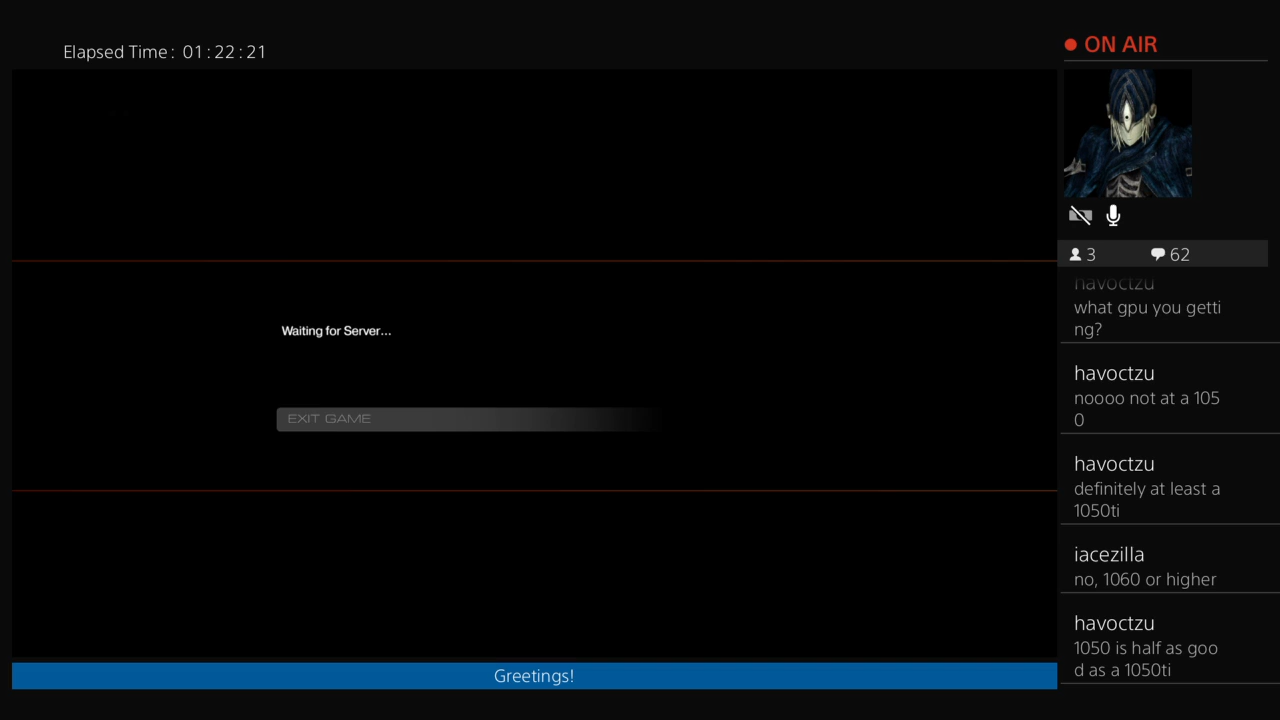 Elapsed Time: 01:22:21
ON AIR
3 62
havoctzu
what gpu you getti
ng?
havoctzu
noooo not at a 105
0
havoctzu
definitely at least a
1050ti
iacezilla
no, 1060 or higher
havoctzu
1050 is half as goo
d as a 1050ti
Waiting for Server...
EXIT GAME
Greetings!